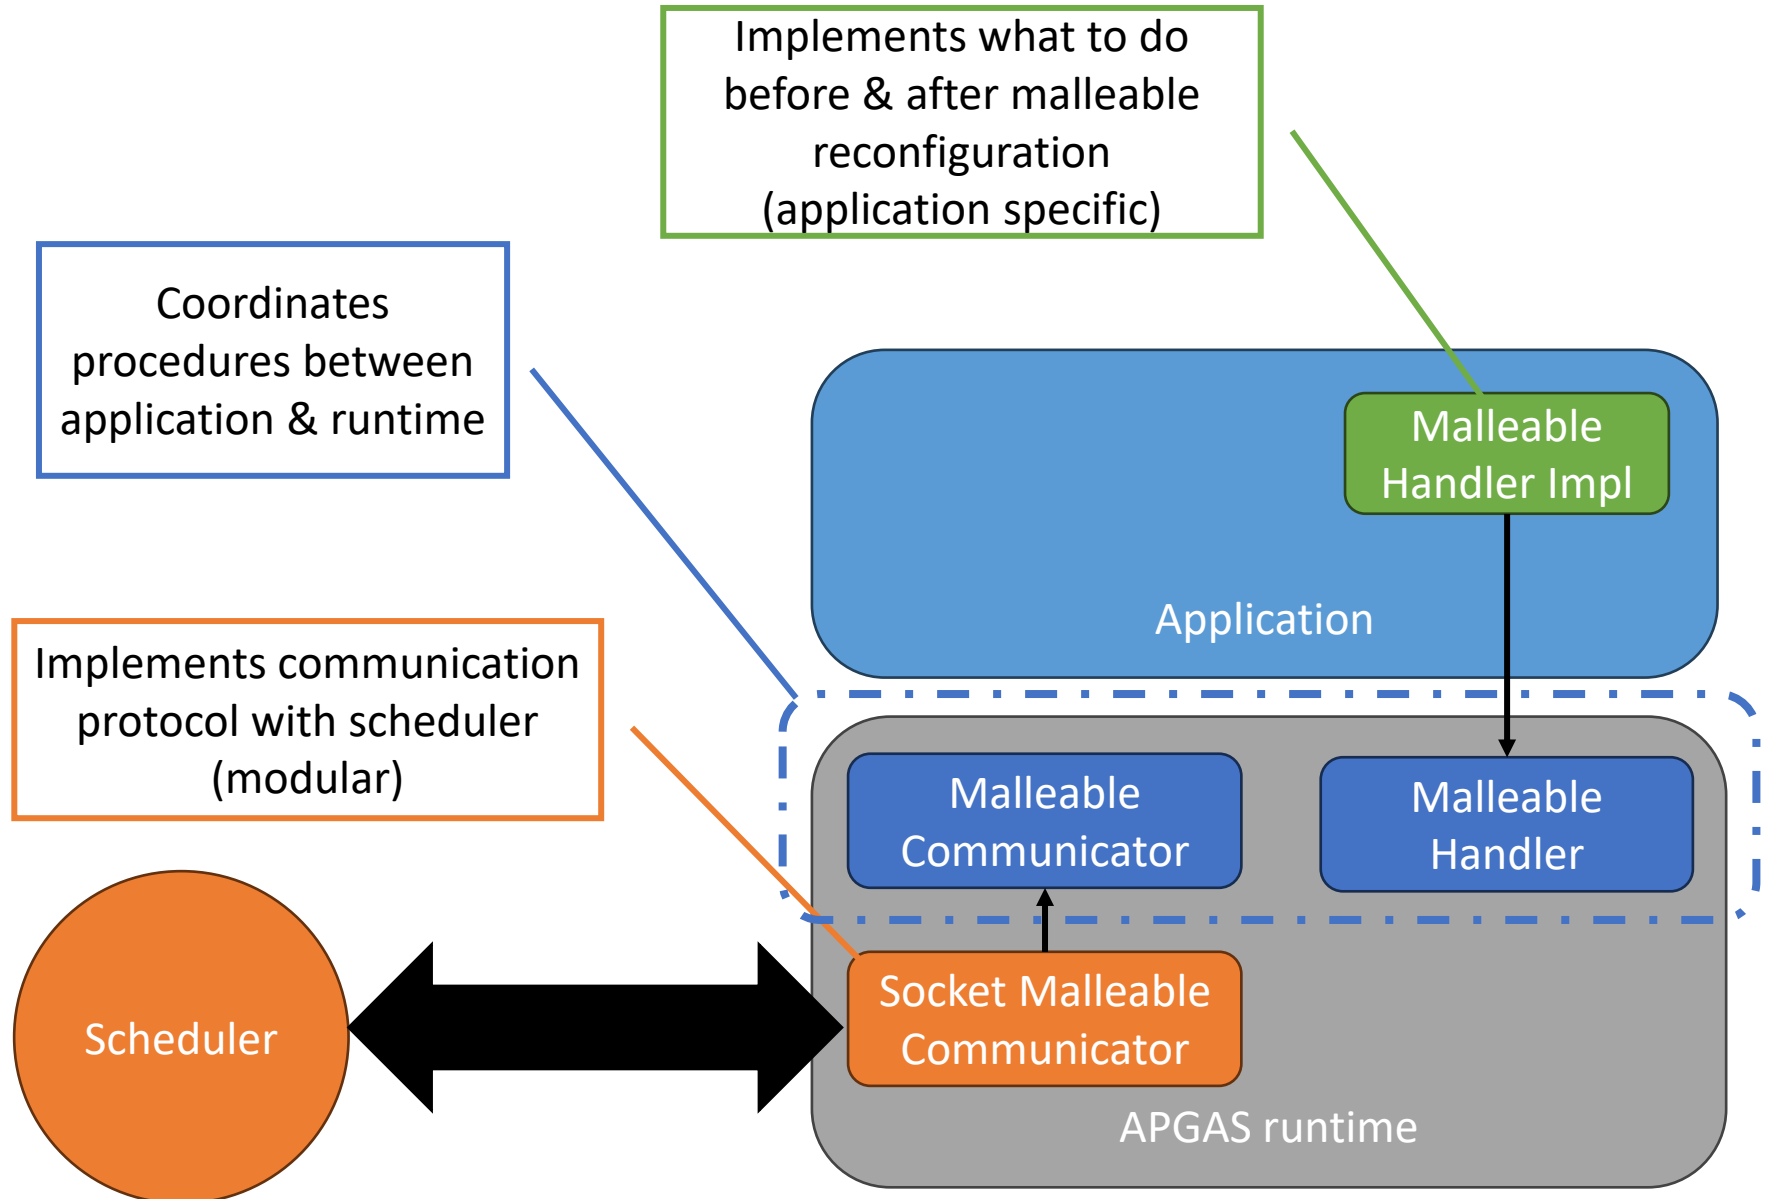 Implements what to do
before & after malleable
reconfiguration
(application specific)
Coordinates
procedures between
application & runtime
Malleable
Handler Impl
Application
Implements communication
protocol with scheduler
(modular)
Malleable
Communicator
Malleable
Handler
Scheduler
Socket Malleable
Communicator
APGAS runtime